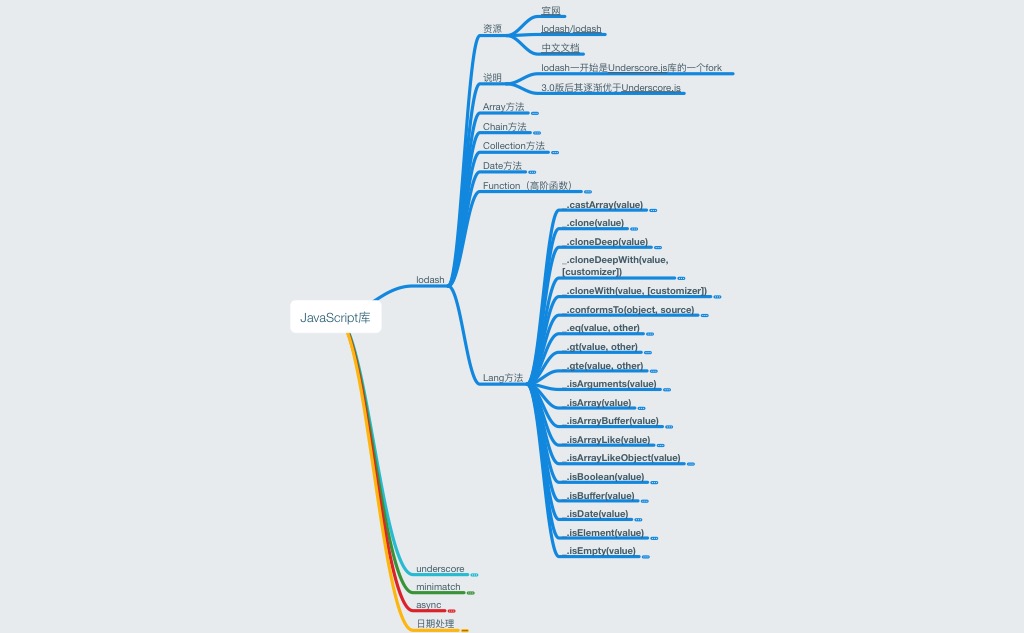 官网
资源
lodash/lodash
中文文档
lodash一开始是Underscore.js库的一个fork
说明
3.0版后其逐渐优于Underscore.js
Array方法
Chain方法
Collection方法
Date方法
Function（高阶函数）
_.castArray(value)
_.clone(value)
_.cloneDeep(value)
_.cloneDeepWith(value,
[customizer])
lodash
_.cloneWith(value, [customizer])
_.conformsTo(object, source)
JavaScript库
_.eq(value, other)
_.gt(value, other)
_.gte(value, other)
Lang方法
_.isArguments(value)
_.isArray(value)
_.isArrayBuffer(value)
_.isArrayLike(value)
_.isArrayLikeObject(value)
_.isBoolean(value)
_.isBuffer(value)
_.isDate(value)
_.isElement(value)
_.isEmpty(value)
underscore
minimatch
async
日期处理